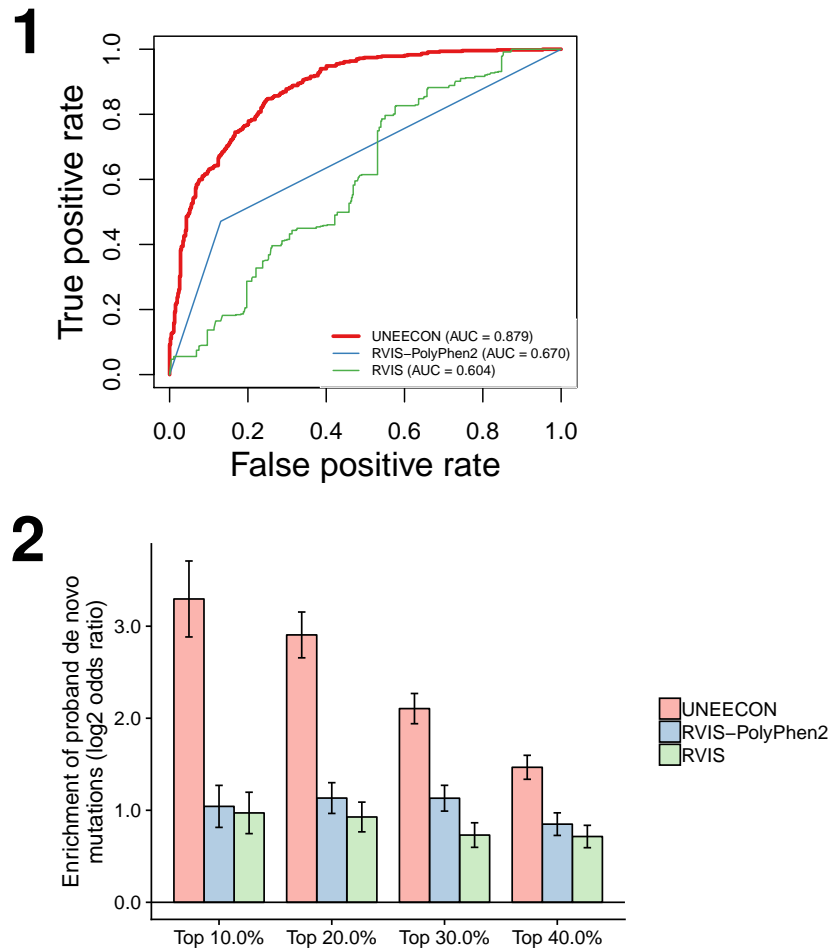 1
True positive rate
1.0
0.8
0.6
0.4
0.2
0.0
UNEECON (AUC = 0.879)
RVIS−PolyPhen2 (AUC = 0.670)
RVIS (AUC = 0.604)
0.0 0.2 0.4 0.6 0.8 1.0
False positive rate
2
Enrichment of proband de novo
mutations (log2 odds ratio)
3.0
2.0
1.0
0.0
UNEECON
RVIS−PolyPhen2
RVIS
Top 10.0% Top 20.0% Top 30.0% Top 40.0%